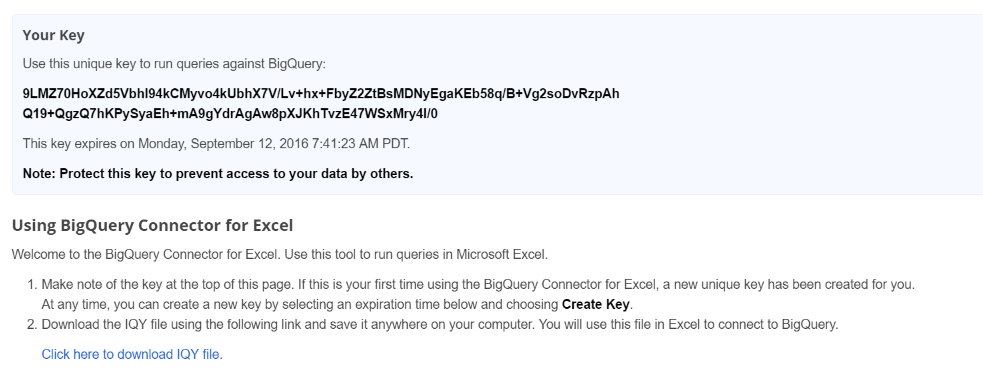 Your Key
Use this unique key to run queries against BigQuery:
9LMZ70HoXZd5VbhI94kCMyvo4kUbhX7V/Lv+hx+FbyZ2ZtBsMDNyEgaKEb58q/B+Vg2soDvRzpAh
Q19+QgzQ7hKPySyaEh+mA9gYdrAgAw8pXJKhTvzE47WSxMry4I/0
This key expires on Monday, September 12, 2016 7:41:23 AM PDT.
Note: Protect this key to prevent access to your data by others.
Using BigQuery Connector for Excel
Welcome to the BigQuery Connector for Excel. Use this tool to run queries in Microsoft Excel.
1. Make note of the key at the top of this page. If this is your first time using the BigQuery Connector for Excel, a new unique key has been created for you.
At any time, you can create a new key by selecting an expiration time below and choosing Create Key.
2. Download the IQY file using the following link and save it anywhere on your computer. You will use this file in Excel to connect to BigQuery.
Click here to download IQY file.